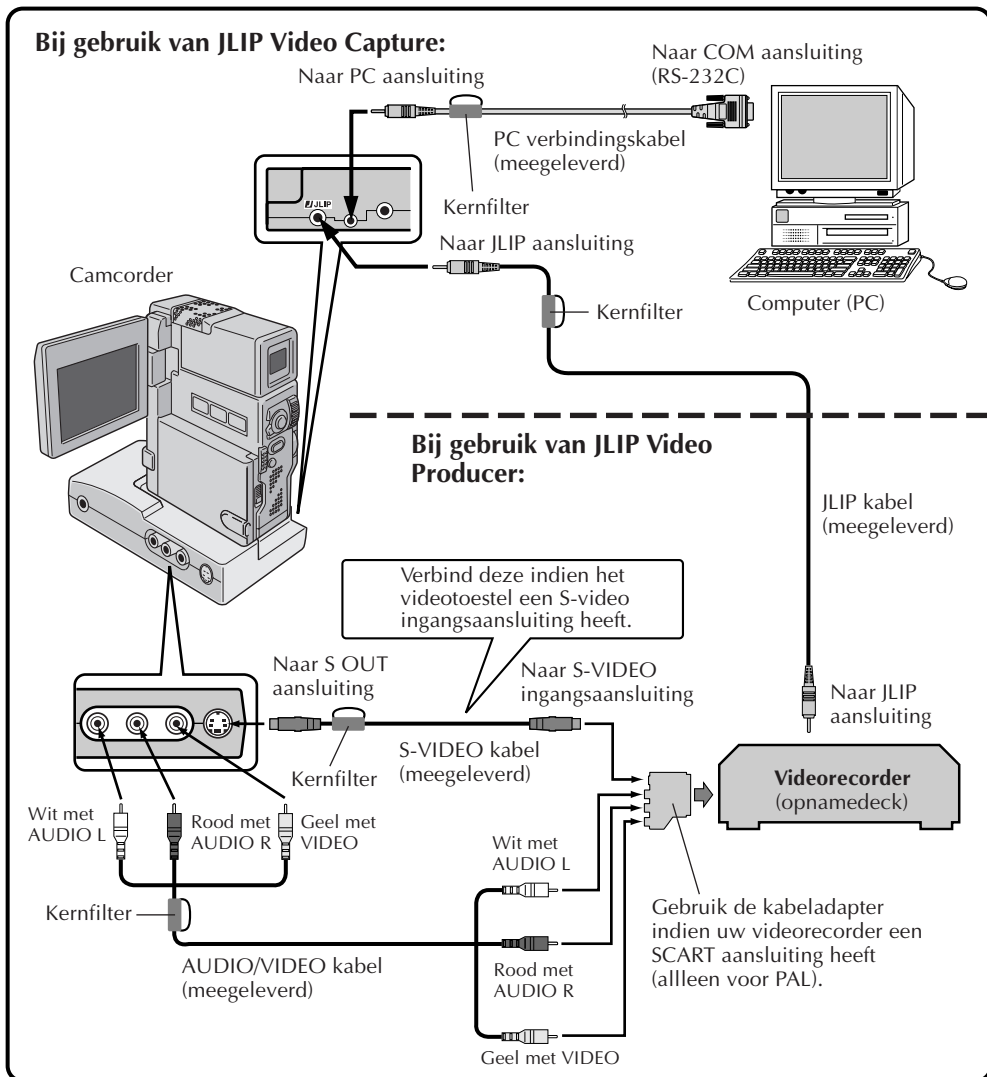 Bij gebruik van JLIP Video Capture:
Naar PC aansluiting
Naar COM aansluiting
(RS-232C)
PC verbindingskabel
(meegeleverd)
Kernfilter
JLIP
Naar JLIP aansluiting
Computer (PC)
Camcorder
Kernfilter
Bij gebruik van JLIP Video
Producer:
JLIP kabel
(meegeleverd)
Verbind deze indien het
videotoestel een S-video
ingangsaansluiting heeft.
Naar S OUT
aansluiting
Naar S-VIDEO
ingangsaansluiting
Naar JLIP
aansluiting
Kernfilter
S-VIDEO kabel
(meegeleverd)
Videorecorder
(opnamedeck)
Wit met
AUDIO L
Rood met
AUDIO R
Geel met
VIDEO
Wit met
AUDIO L
Kernfilter
Gebruik de kabeladapter
indien uw videorecorder een
SCART aansluiting heeft
(allleen voor PAL).
AUDIO/VIDEO kabel
(meegeleverd)
Rood met
AUDIO R
Geel met VIDEO